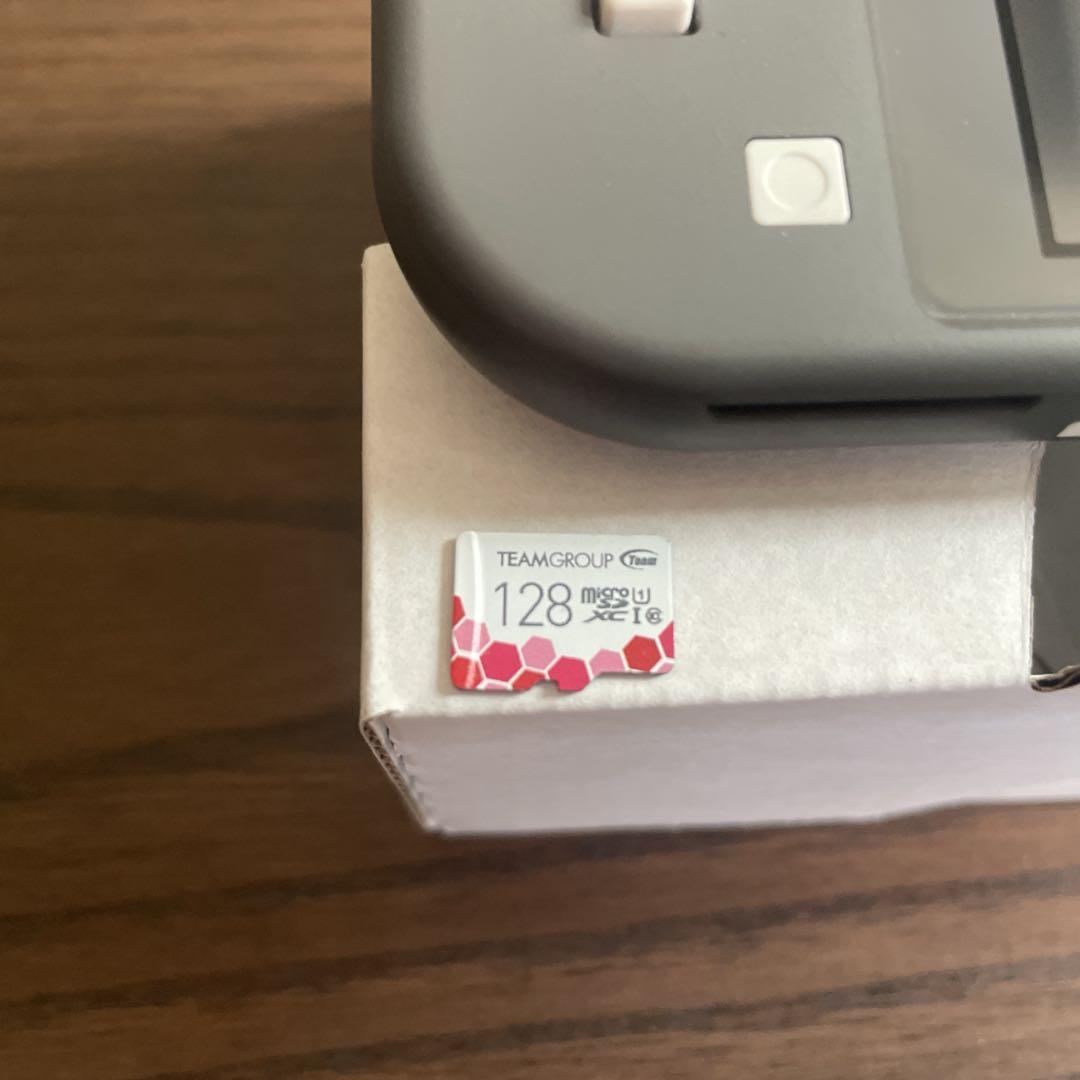 TEAMGROUP Team
128 micro SD XC I U1 10